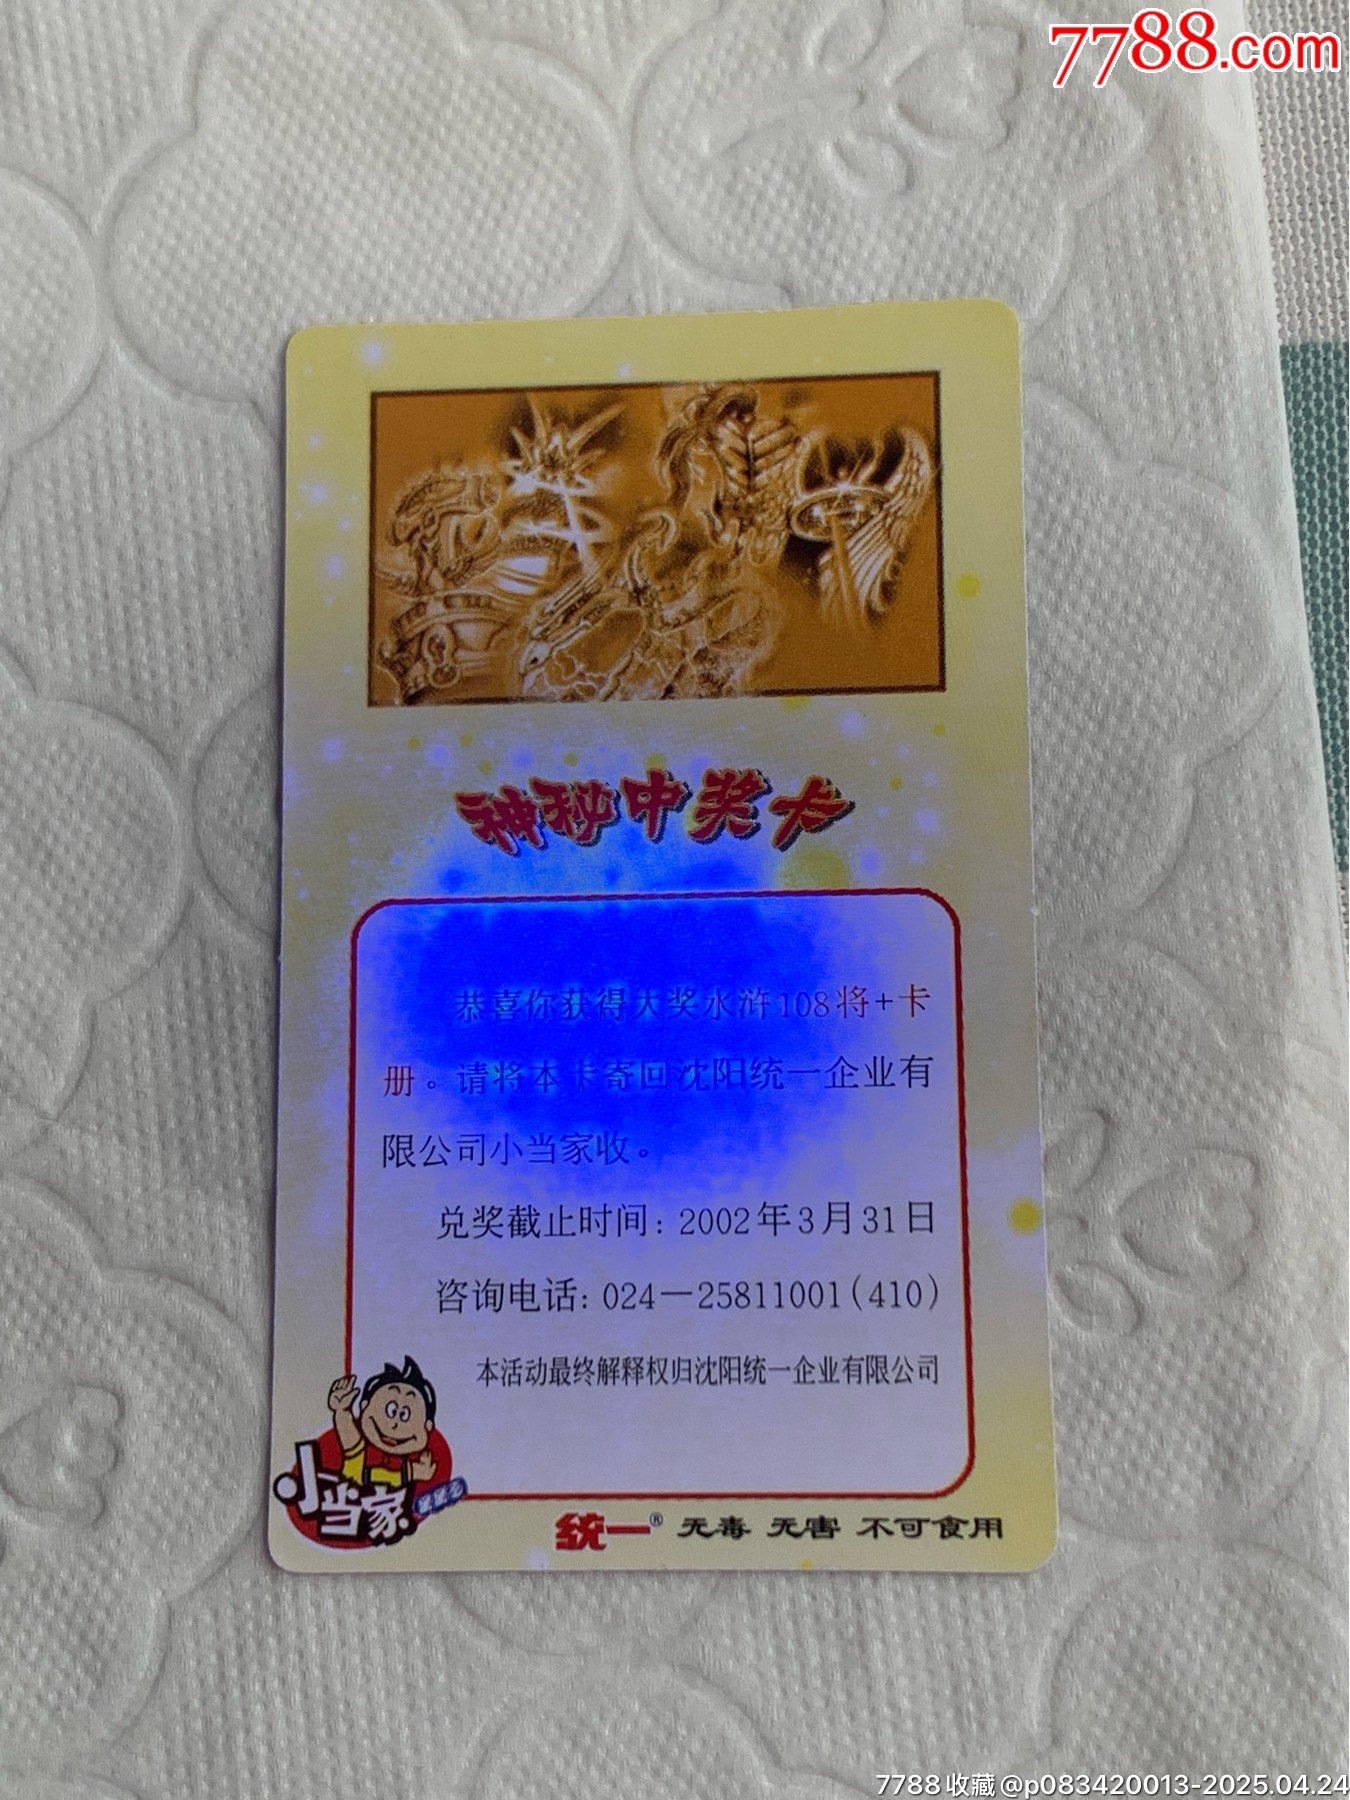 7788.com
神秘中奖卡
恭喜你获得大奖水浒108将+卡
册。请将本卡寄回沈阳统一企业有
限公司小当家收。
兑奖截止时间:2002年3月31日
咨询电话:024—25811001(410)
本活动最终解释权归沈阳统一企业有限公司
小当家
统一® 无毒 无害 不可食用
7788收藏@p083420013-2025.04.24